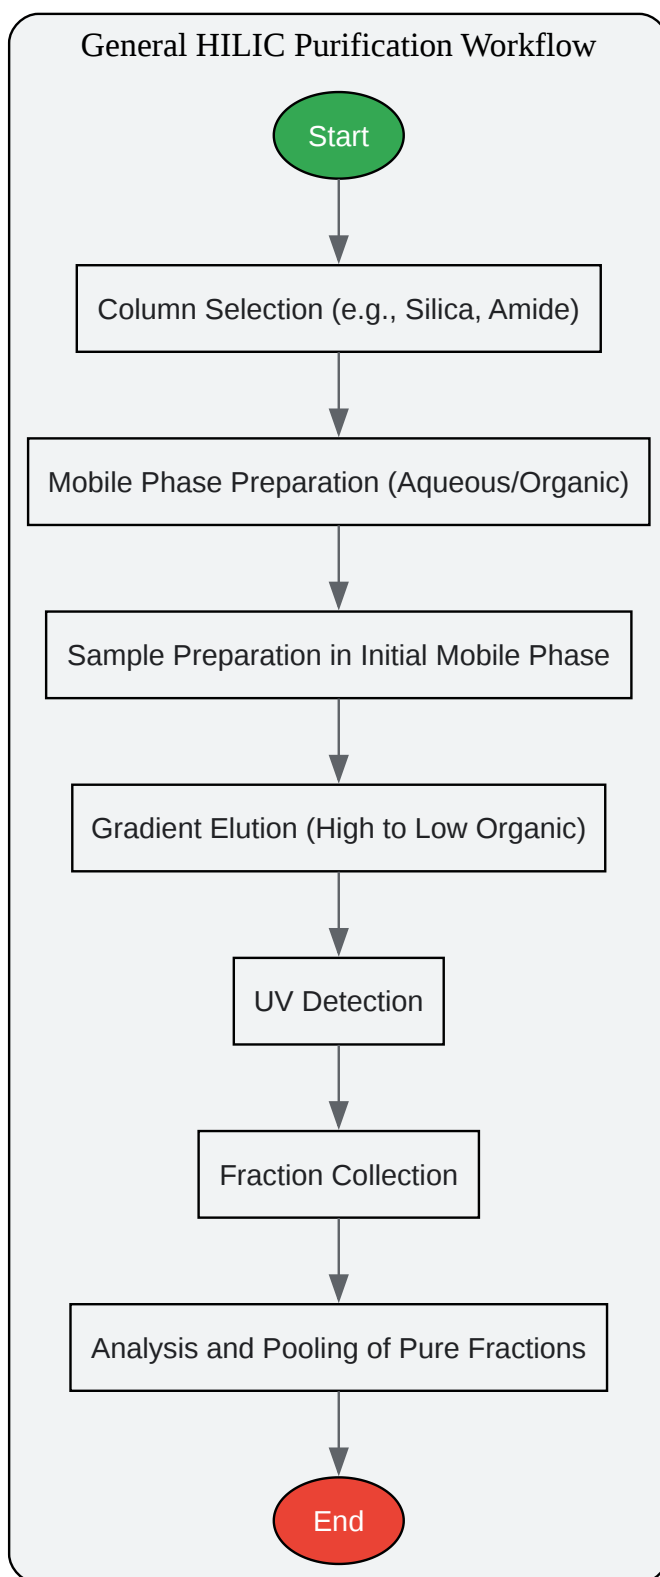 General HILIC Purification Workflow
Start
Column Selection (e.g., Silica, Amide)
Mobile Phase Preparation (Aqueous/Organic)
Sample Preparation in Initial Mobile Phase
Gradient Elution (High to Low Organic)
UV Detection
Fraction Collection
Analysis and Pooling of Pure Fractions
End